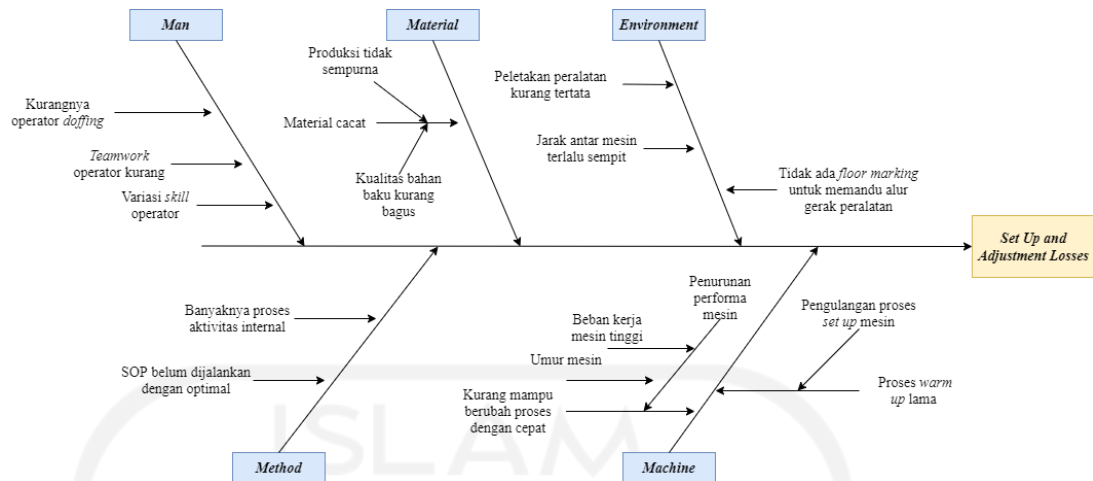 Man
Material
Environment
Produksi tidak
sempurna
Peletakan peralatan
kurang tertata
Kurangnya
operator doffing
Material cacat
Jarak antar mesin
terlalu sempit
Teamwork
operator kurang
Kualitas bahan
baku kurang
bagus
Tidak ada floor marking
untuk memandu alur
gerak peralatan
Variasi skill
operator
Set Up and
Adjustment Losses
Banyaknya proses
aktivitas internal
Penurunan
performa
mesin
Pengulangan proses
set up mesin
Beban kerja
mesin tinggi
Umur mesin
SOP belum dijalankan
dengan optimal
Kurang mampu
berubah proses
dengan cepat
Proses warm
up lama
ISLAM
Method
Machine